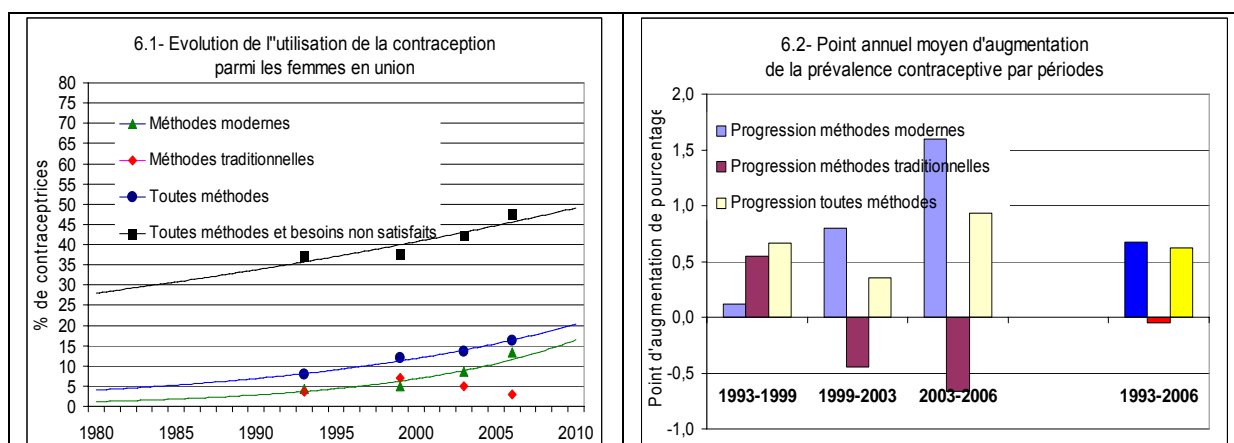 6.1- Evolution de l''utilisation de la contraception
parmi les femmes en union
% de contraceptrices
80
75
70
65
60
55
50
45
40
35
30
25
20
15
10
5
0
Méthodes modernes
Méthodes traditionnelles
Toutes méthodes
Toutes méthodes et besoins non satisfaits
1980 1985 1990 1995 2000 2005 2010
6.2- Point annuel moyen d'augmentation
de la prévalence contraceptive par périodes
Point d'augmentation de pourcentage
2,0
1,5
1,0
0,5
0,0
-0,5
-1,0
Progression méthodes modernes
Progression méthodes traditionnelles
Progression toutes méthodes
1993-1999 1999-2003 2003-2006 1993-2006